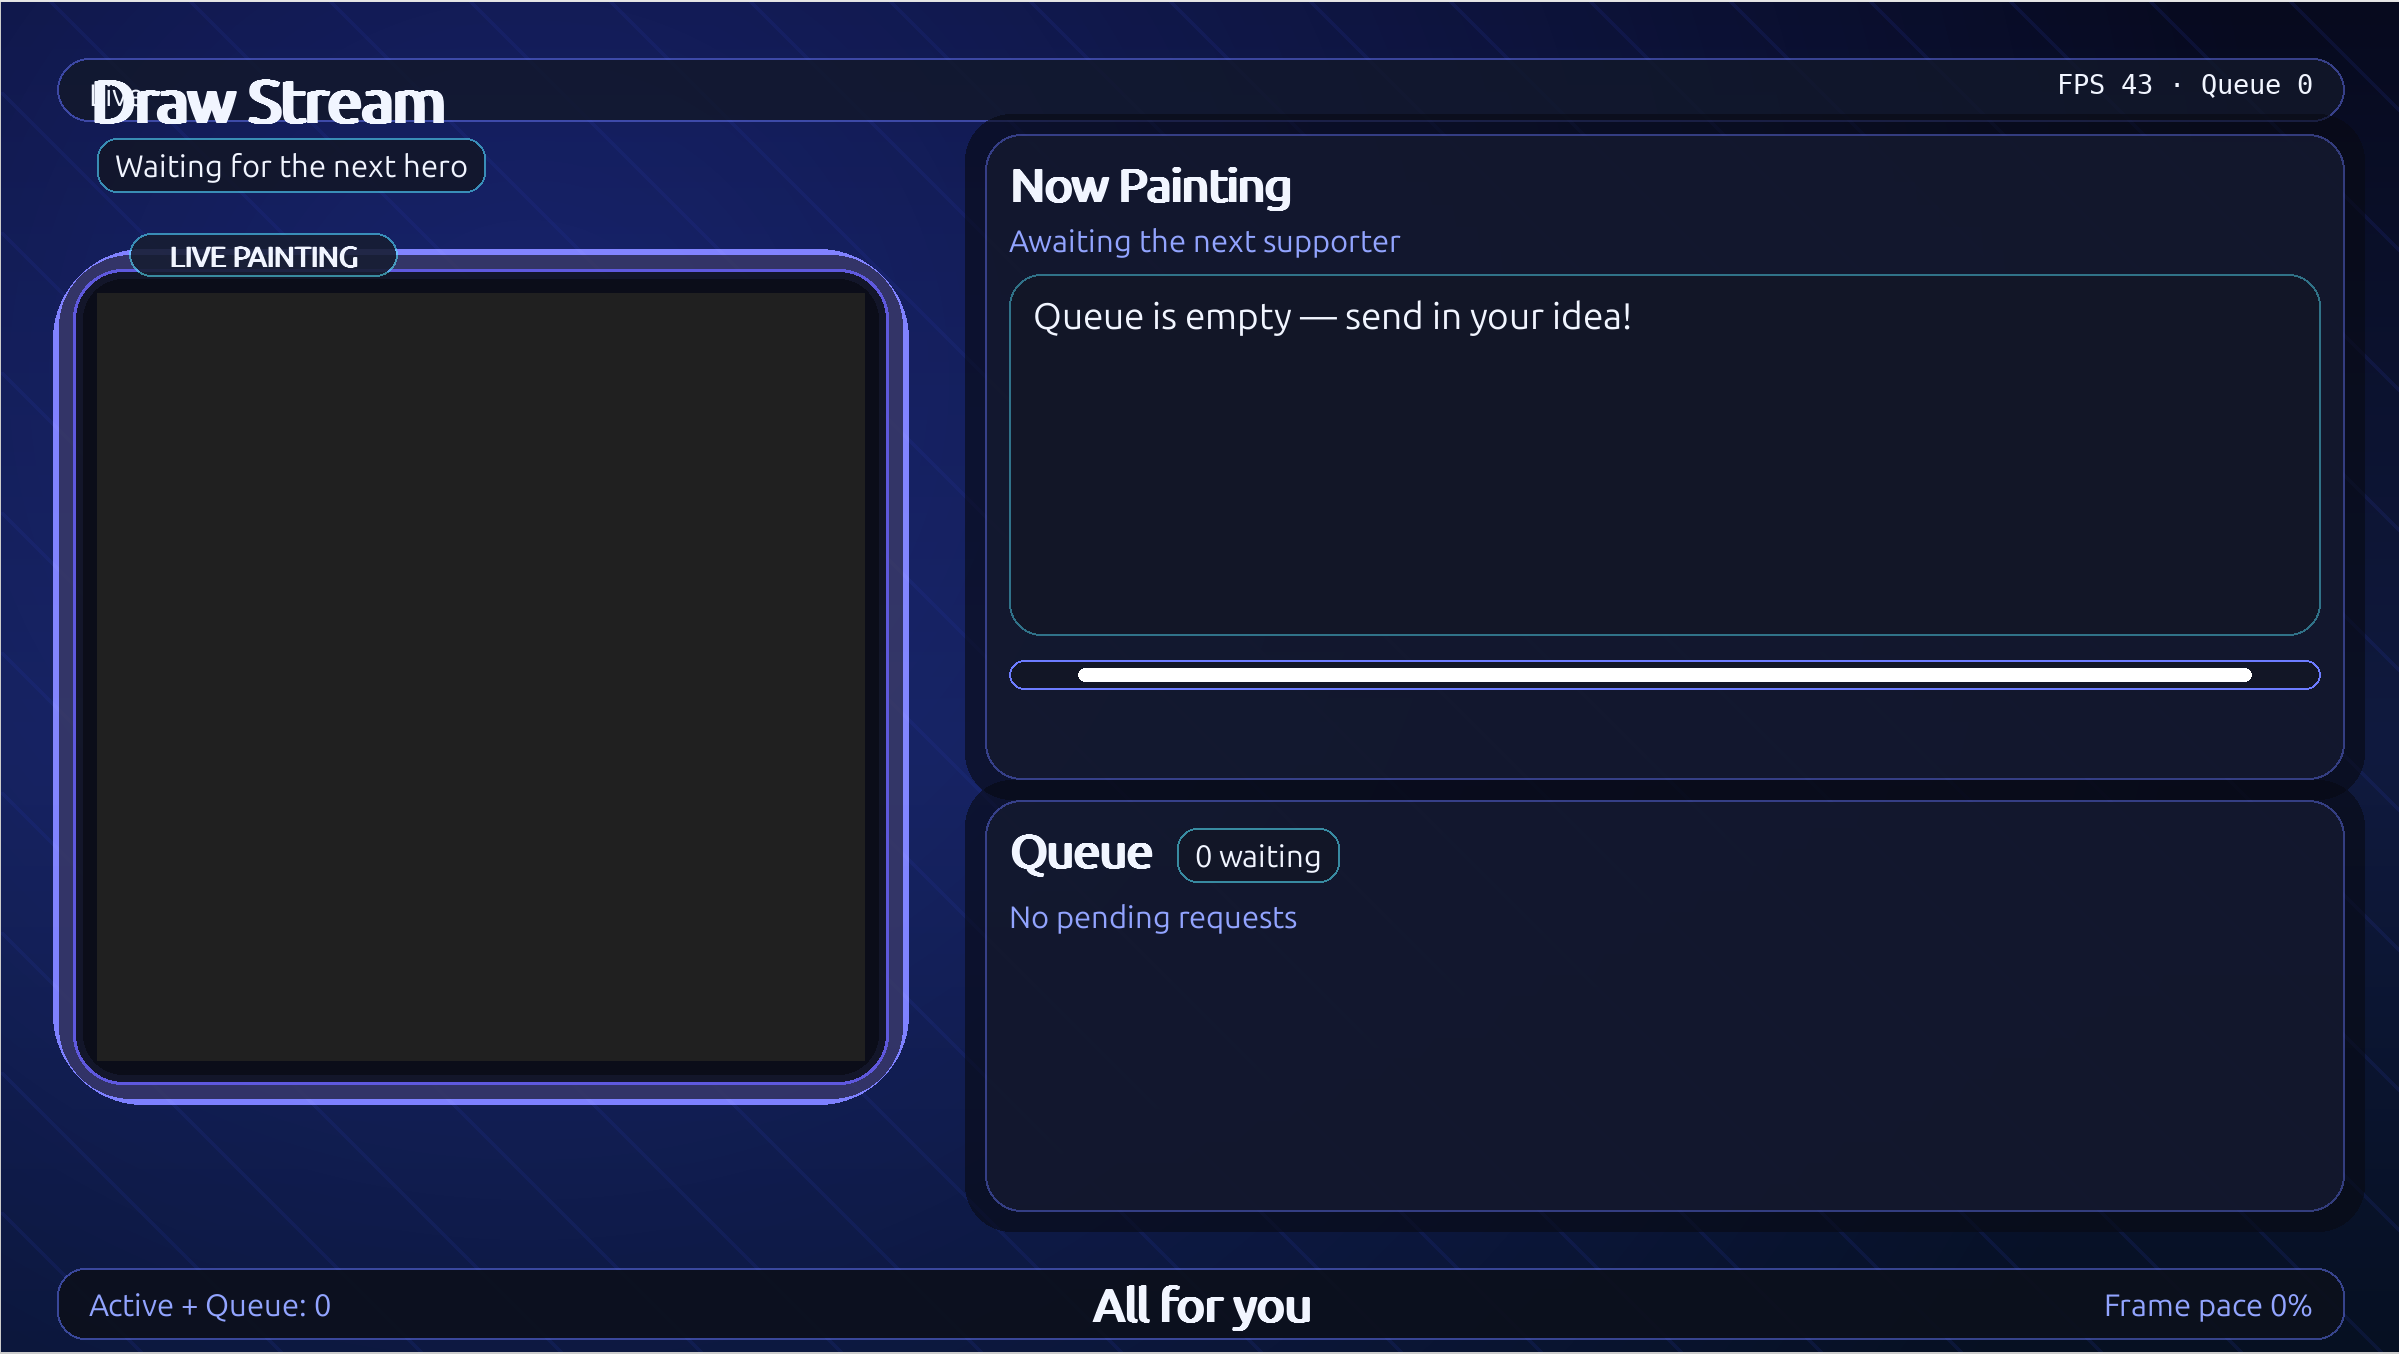 Live
Draw Stream
FPS 43 · Queue 0
Waiting for the next hero
LIVE PAINTING
Now Painting
Awaiting the next supporter
Queue is empty — send in your idea!
Queue
0 waiting
No pending requests
Active + Queue: 0
All for you
Frame pace 0%